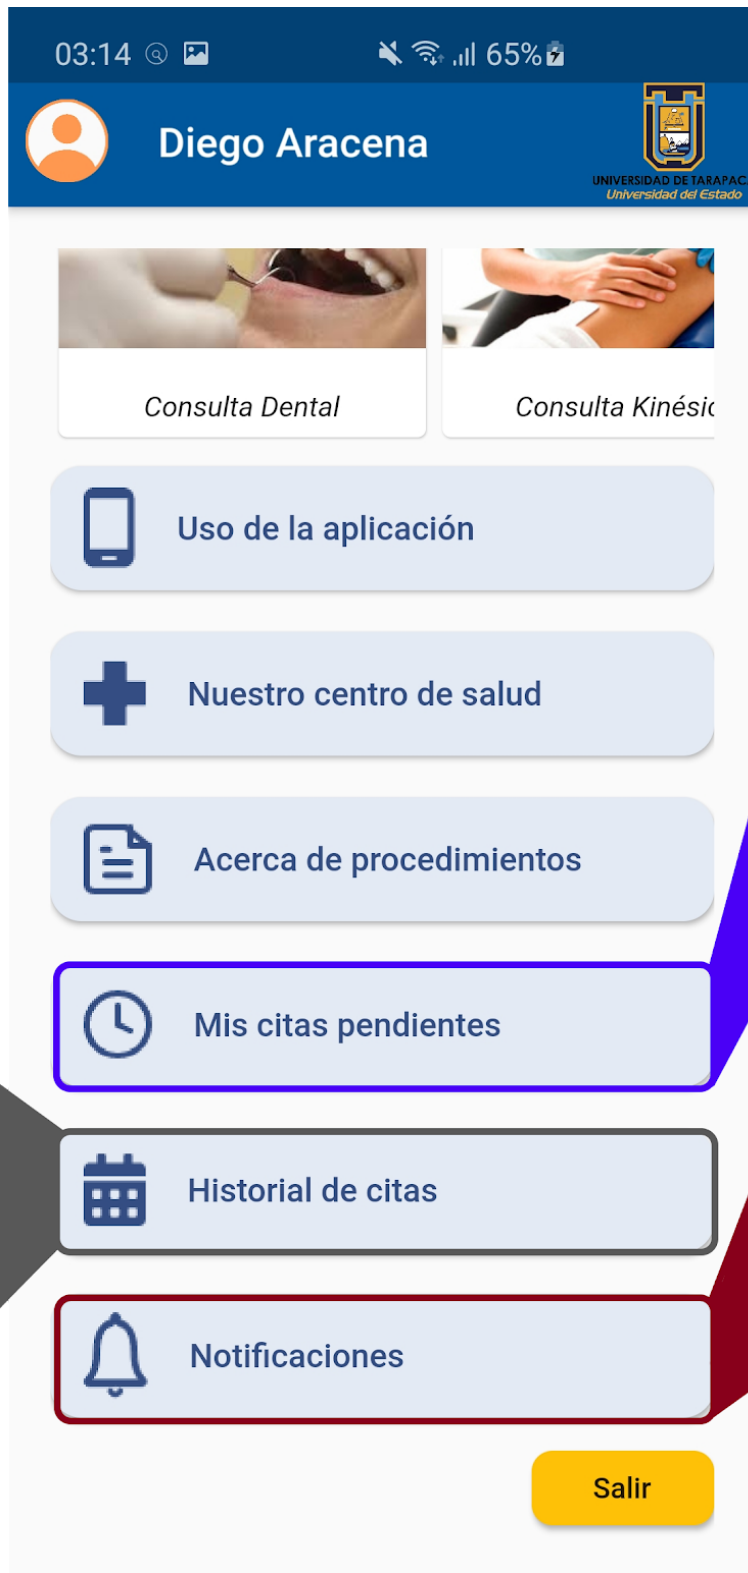 03:14 65%
Diego Aracena
UNIVERSIDAD DE TARAPAC
Universidad del Estado
Consulta Dental
Consulta Kinésic
Uso de la aplicación
Nuestro centro de salud
Acerca de procedimientos
Mis citas pendientes
Historial de citas
Notificaciones
Salir